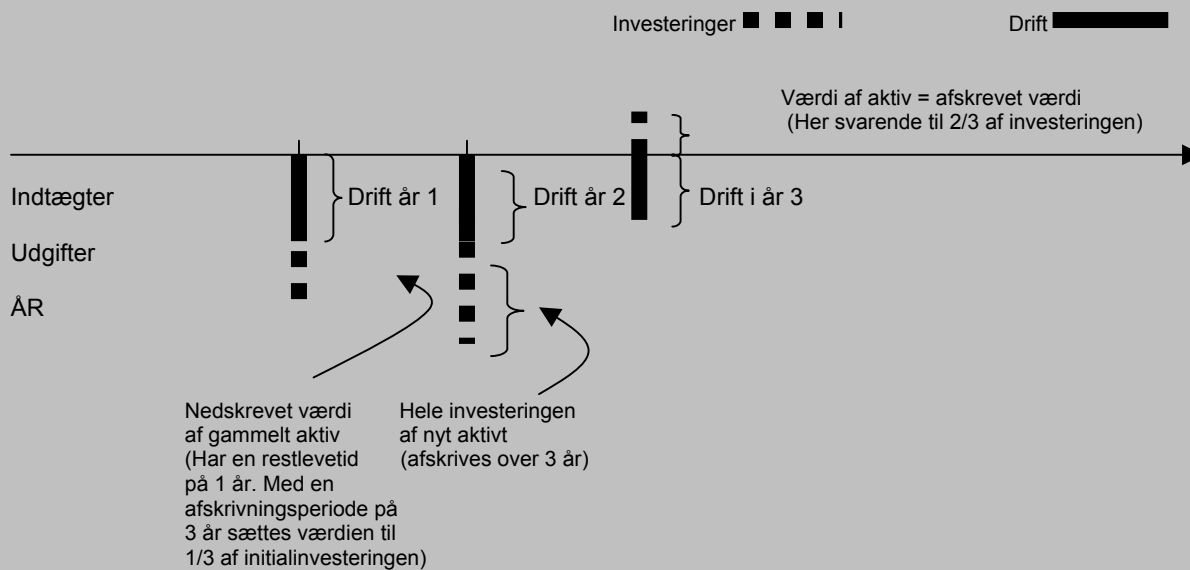 Investeringer
Drift
Værdi af aktiv = afskrevet værdi
(Her svarende til 2/3 af investeringen)
Indtægter
Drift år 1
Drift år 2
Drift i år 3
Udgifter
ÅR
Nedskrevet værdi
af gammelt aktiv
(Har en restlevetid
på 1 år. Med en
afskrivningsperiode på
3 år sættes værdien til
1/3 af initialinvesteringen)
Hele investeringen
af nyt aktivt
(afskrives over 3 år)